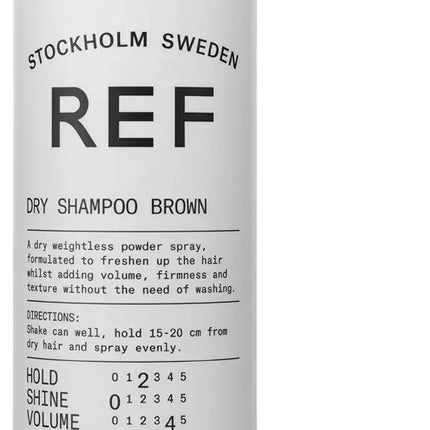 STOCKHOLM SWEDEN
REF
DRY SHAMPOO BROWN
A dry weightless powder spray,
formulated to freshen up the hair
whilst adding volume, firmness and
texture without the need of washing.
DIRECTIONS:
Shake can well, hold 15-20 cm from
dry hair and spray evenly.
HOLD 0 1 2 3 4 5
SHINE 0 1 2 3 4 5
VOLUME 0 1 2 3 4 5